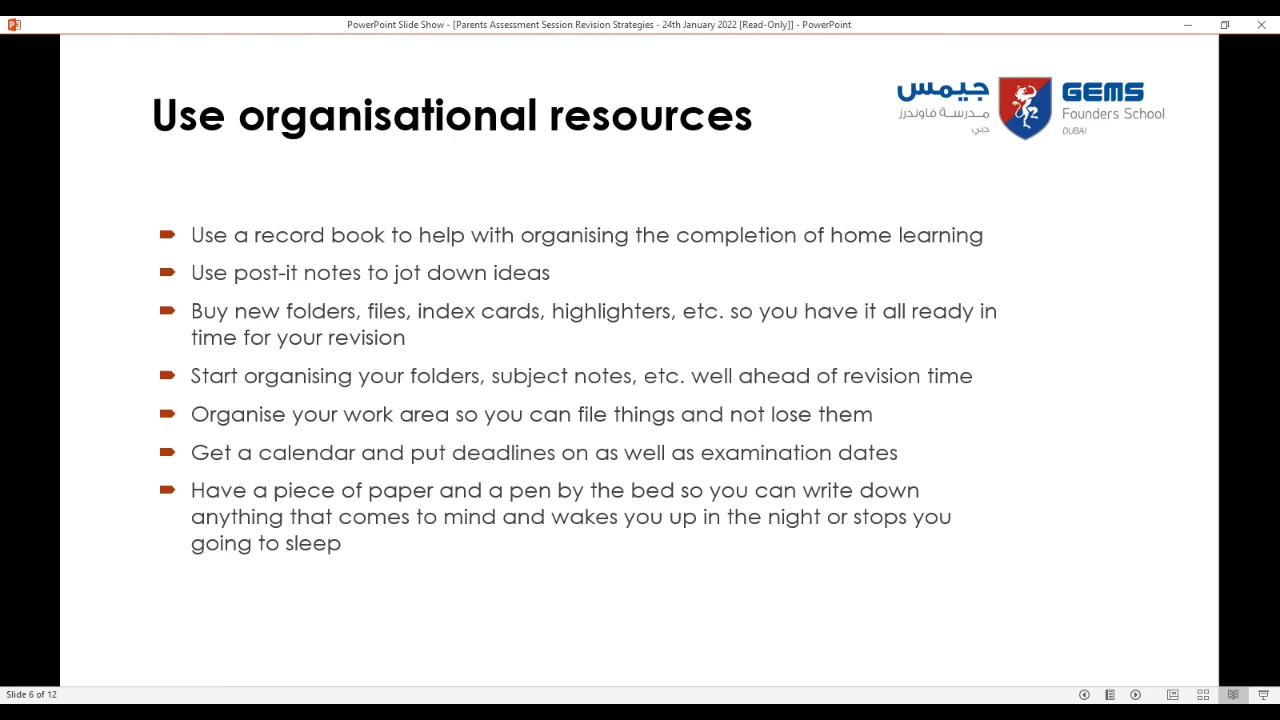 PowerPoint Slide Show - [Parents Assessment Session Revision Strategies - 24th January 2022 [Read-Only]] - PowerPoint
Use organisational resources
جيمس
مدرسة فاوندرز
دبي
GEMS
Founders School
DUBAI
Use a record book to help with organising the completion of home learning
Use post-it notes to jot down ideas
Buy new folders, files, index cards, highlighters, etc. so you have it all ready in
time for your revision
Start organising your folders, subject notes, etc. well ahead of revision time
Organise your work area so you can file things and not lose them
Get a calendar and put deadlines on as well as examination dates
Have a piece of paper and a pen by the bed so you can write down
anything that comes to mind and wakes you up in the night or stops you
going to sleep
Slide 6 of 12